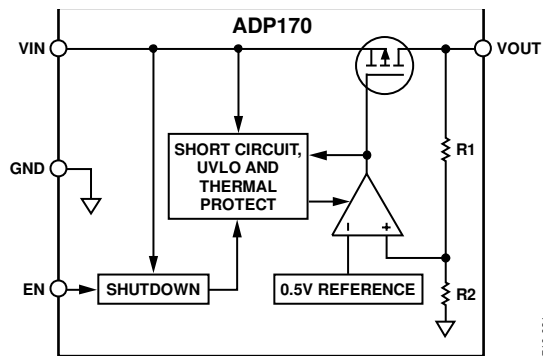 ADP170
VIN
VOUT
SHORT CIRCUIT,
UVLO AND
THERMAL
PROTECT
R1
GND
EN
SHUTDOWN
0.5V REFERENCE
R2